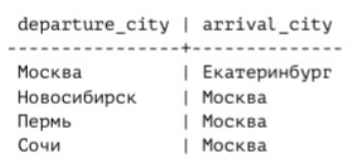 departure_city | arrival_city
----------------+--------------
Москва | Екатеринбург
Новосибирск | Москва
Пермь | Москва
Сочи | Москва